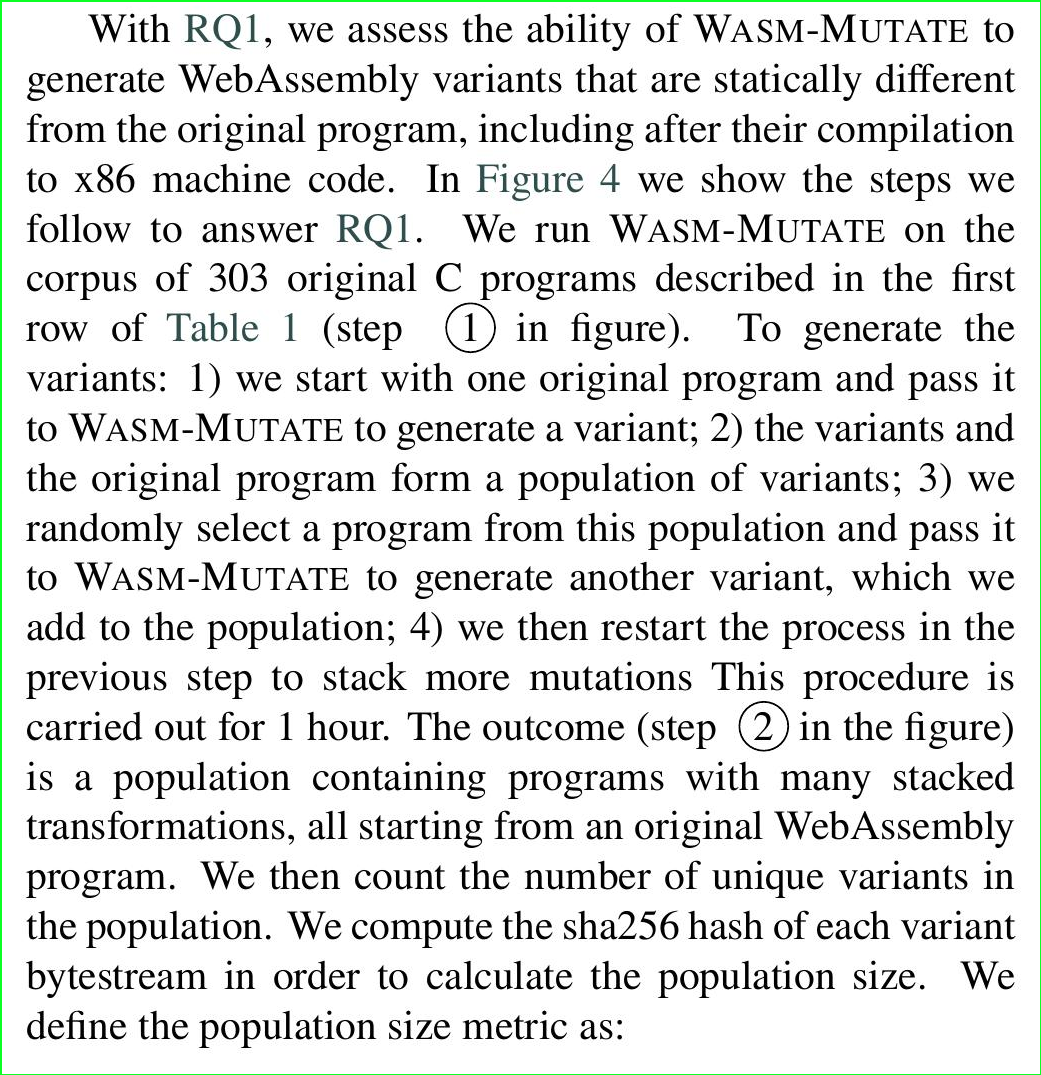 With RQ1, we assess the ability of WASM-MUTATE to
generate WebAssembly variants that are statically different
from the original program, including after their compilation
to x86 machine code. In Figure 4 we show the steps we
follow to answer RQ1. We run WASM-MUTATE on the
corpus of 303 original C programs described in the first
row of Table 1 (step ① in figure). To generate the
variants: 1) we start with one original program and pass it
to WASM-MUTATE to generate a variant; 2) the variants and
the original program form a population of variants; 3) we
randomly select a program from this population and pass it
to WASM-MUTATE to generate another variant, which we
add to the population; 4) we then restart the process in the
previous step to stack more mutations This procedure is
carried out for 1 hour. The outcome (step ② in the figure)
is a population containing programs with many stacked
transformations, all starting from an original WebAssembly
program. We then count the number of unique variants in
the population. We compute the sha256 hash of each variant
bytestream in order to calculate the population size. We
define the population size metric as: